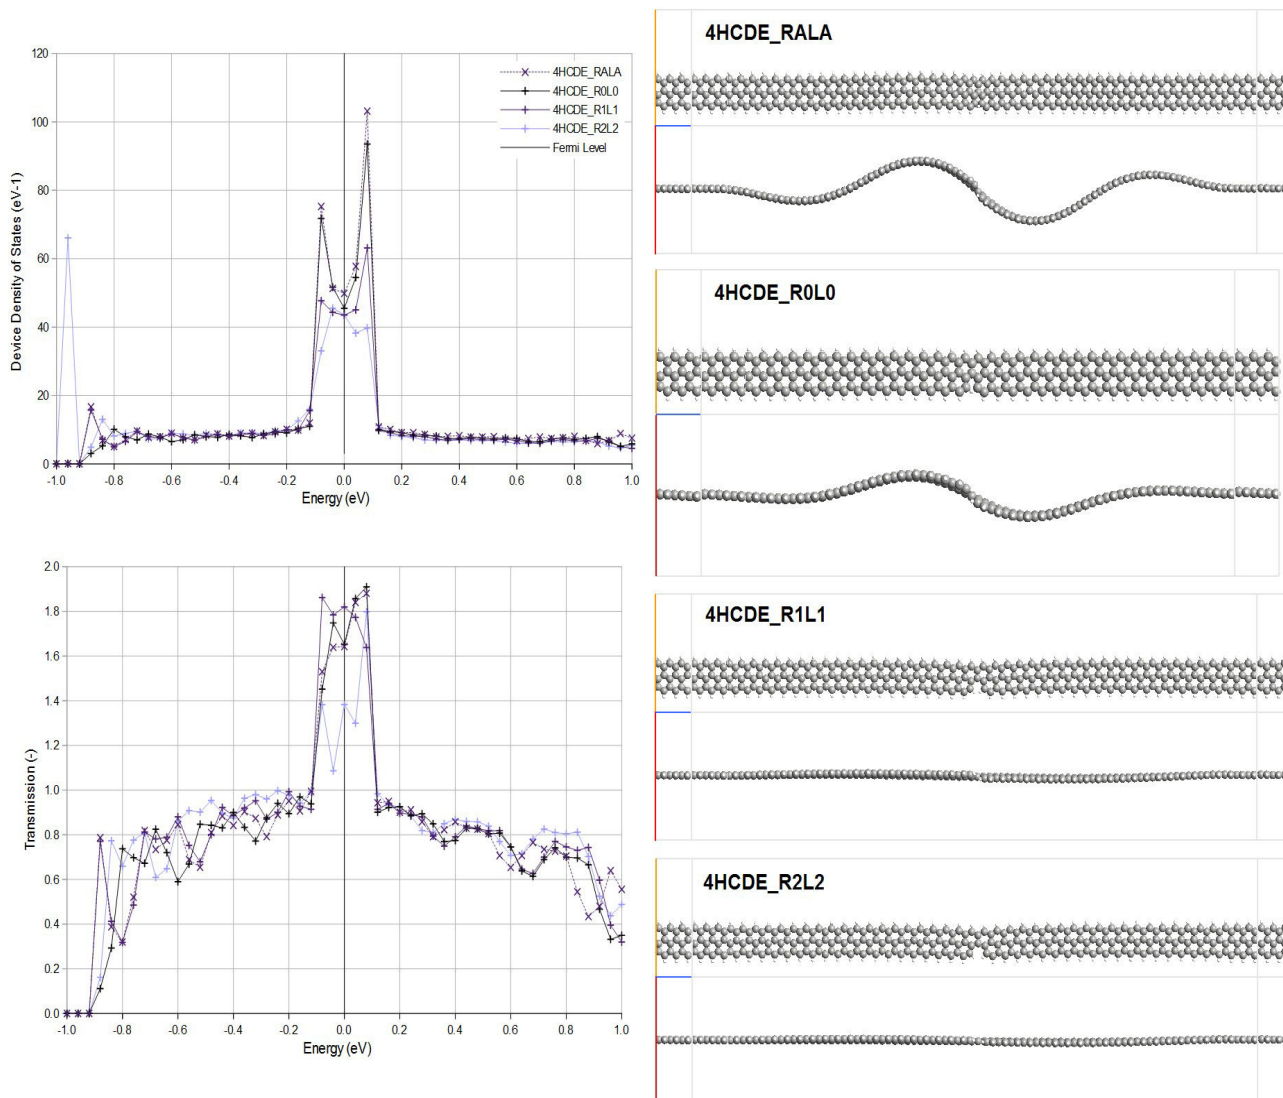 120
100
80
60
40
20
0
Device Density of States (eV-1)
4HCDE_RALA
4HCDE_R0L0
4HCDE_R1L1
4HCDE_R2L2
Fermi Level
-1.0 -0.8 -0.6 -0.4 -0.2 0.0 0.2 0.4 0.6 0.8 1.0
Energy (eV)
2.0
1.8
1.6
1.4
1.2
1.0
0.8
0.6
0.4
0.2
0.0
Transmission (-)
-1.0 -0.8 -0.6 -0.4 -0.2 0.0 0.2 0.4 0.6 0.8 1.0
Energy (eV)
4HCDE_RALA
4HCDE_R0L0
4HCDE_R1L1
4HCDE_R2L2